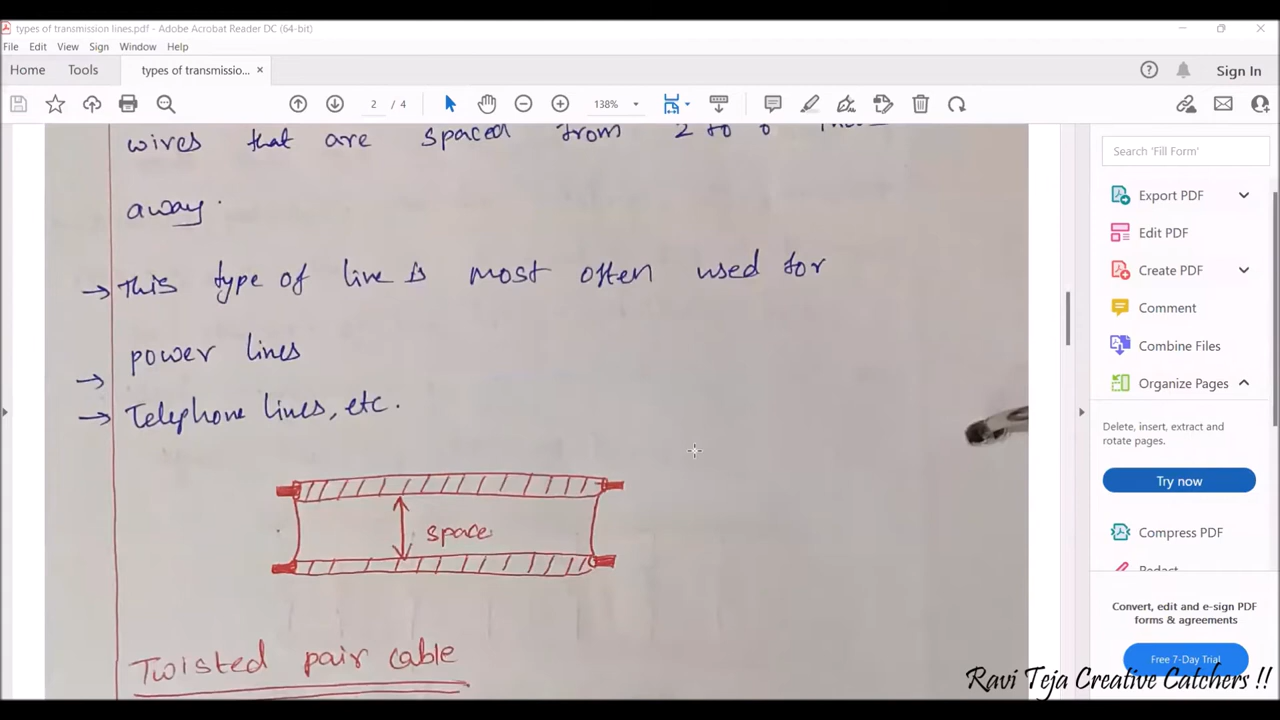 types of transmission lines.pdf - Adobe Acrobat Reader DC (64-bit)
File Edit View Sign Window Help
Home Tools types of transmissio... × Sign In
2 / 4 138%
wires that are spaced from 2 to 6
away.
→ This type of line is most often used for
power lines
→
→ Telephone lines, etc.
space
Twisted pair cable
Search 'Fill Form'
Export PDF
Edit PDF
Create PDF
Comment
Combine Files
Organize Pages
Delete, insert, extract and
rotate pages.
Try now
Compress PDF
Redact
Convert, edit and e-sign PDF
forms & agreements
Free 7-Day Trial
Ravi Teja Creative Catchers !!